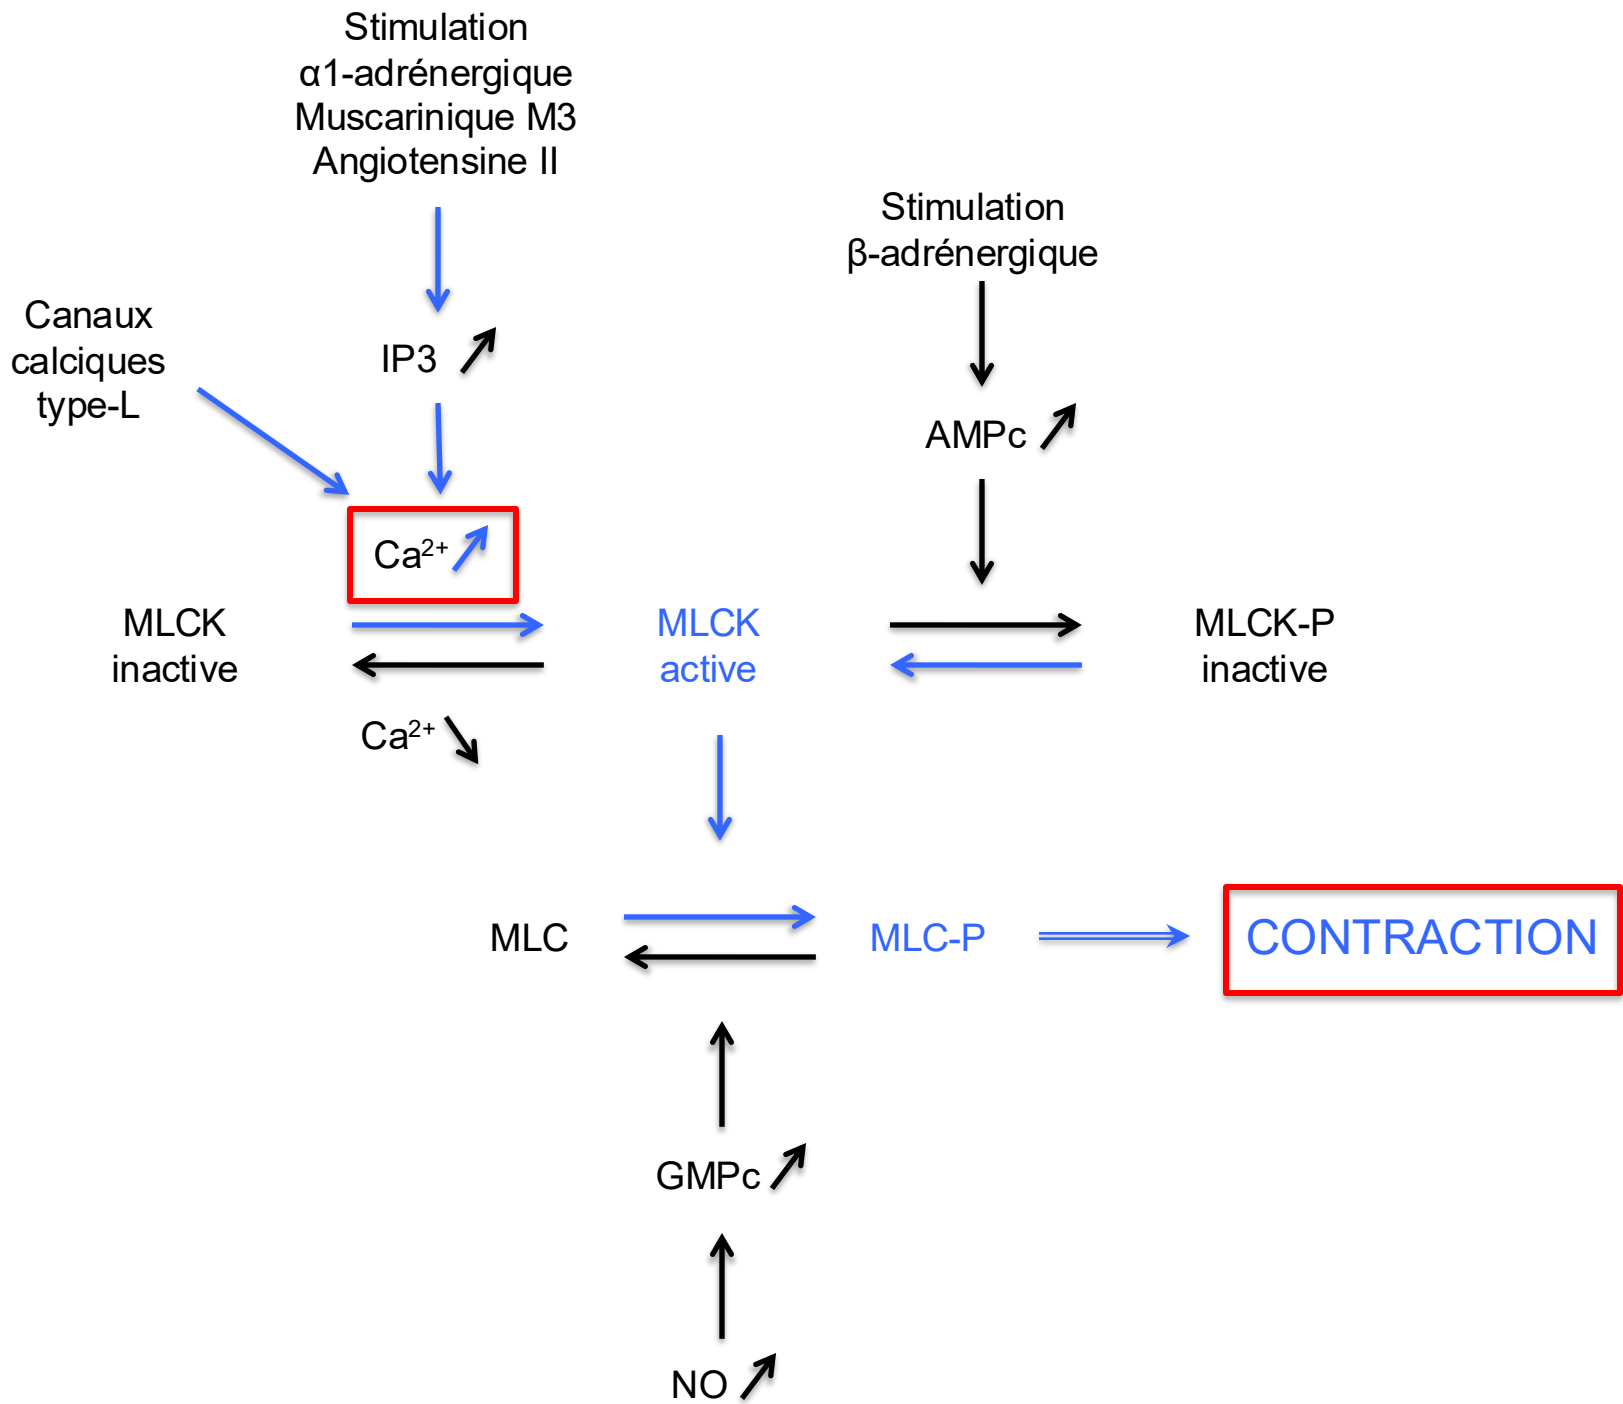 Stimulation
α1-adrénergique
Muscarinique M3
Angiotensine II
Stimulation
β-adrénergique
Canaux
calciques
type-L
IP3
AMPc
Ca²⁺
MLCK
inactive
MLCK
active
MLCK-P
inactive
Ca²⁺
MLC
MLC-P
CONTRACTION
GMPc
NO